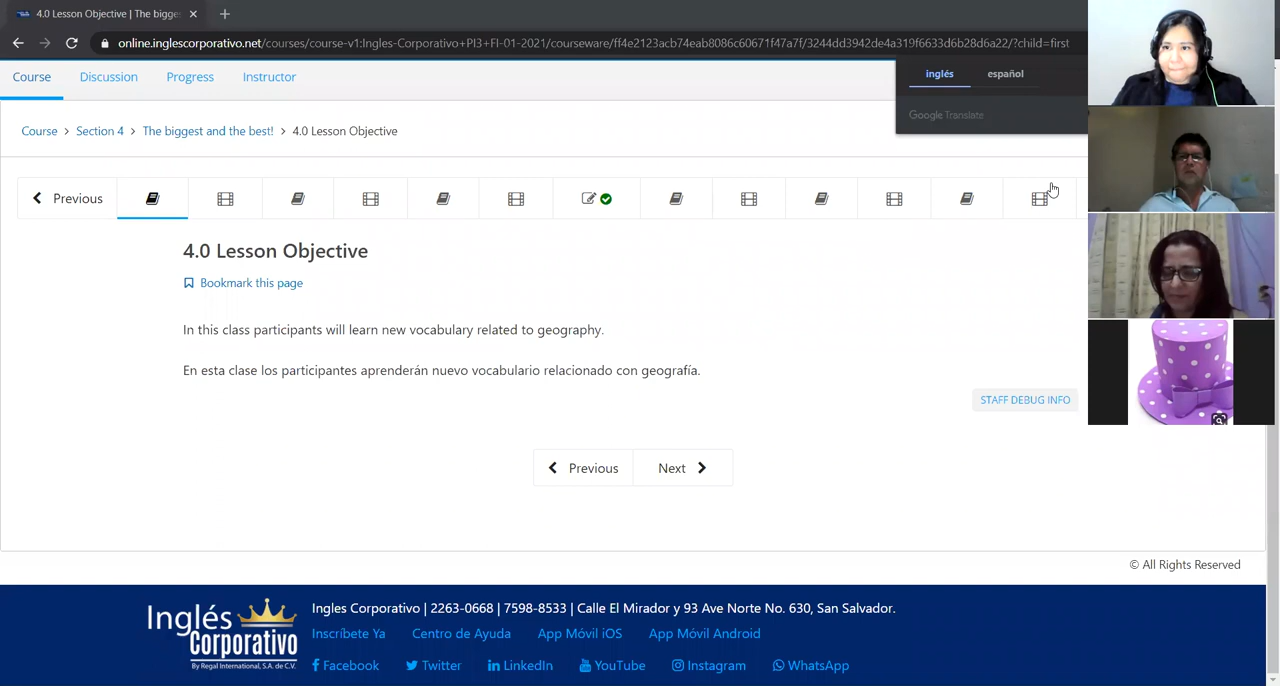 4.0 Lesson Objective | The bigges
online.inglescorporativo.net/courses/course-v1:Ingles-Corporativo+PI3+FI-01-2021/courseware/ff4e2123acb74eab8086c60671f47a7f/3244dd3942de4a319f6633d6b28d6a22/?child=first
Course Discussion Progress Instructor
inglés español
Google Translate
Course > Section 4 > The biggest and the best! > 4.0 Lesson Objective
Previous
4.0 Lesson Objective
Bookmark this page
In this class participants will learn new vocabulary related to geography.
En esta clase los participantes aprenderán nuevo vocabulario relacionado con geografía.
STAFF DEBUG INFO
Previous Next
© All Rights Reserved
Inglés Corporativo
By Regal International, S.A. de C.V.
Ingles Corporativo | 2263-0668 | 7598-8533 | Calle El Mirador y 93 Ave Norte No. 630, San Salvador.
Inscríbete Ya Centro de Ayuda App Móvil iOS App Móvil Android
Facebook Twitter LinkedIn YouTube Instagram WhatsApp